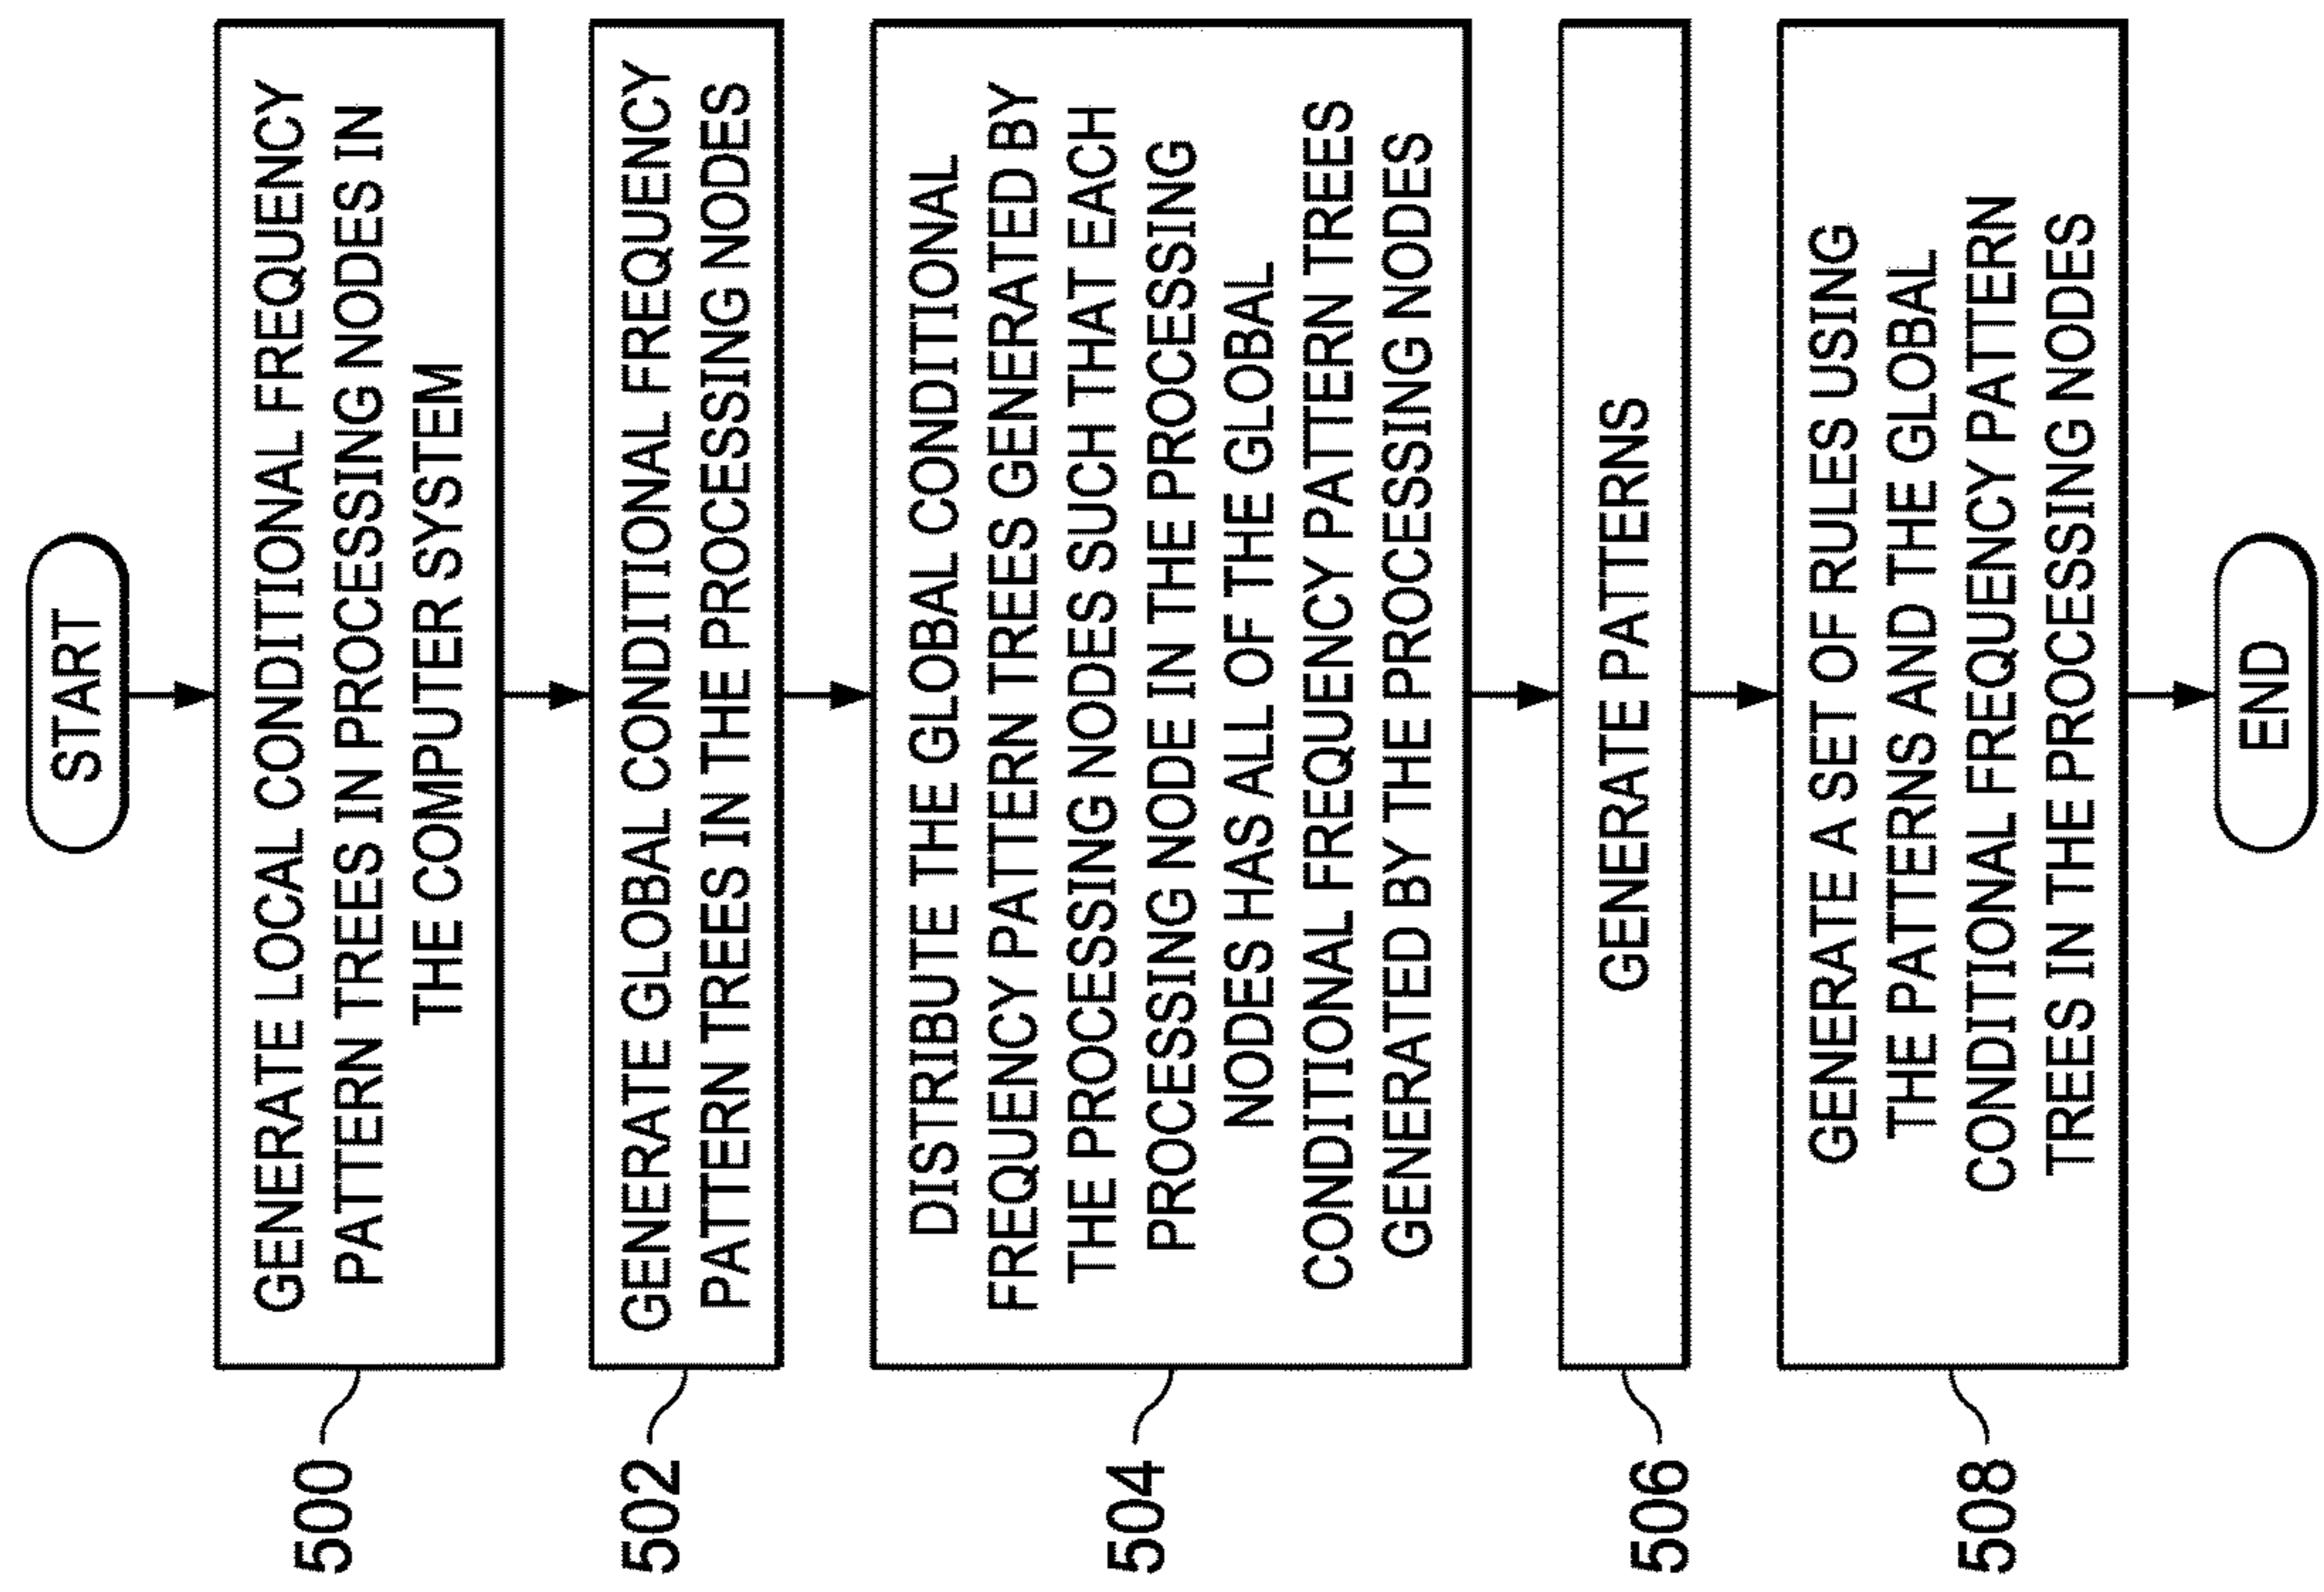 START
GENERATE LOCAL CONDITIONAL FREQUENCY
PATTERN TREES IN PROCESSING NODES IN
THE COMPUTER SYSTEM
500
GENERATE GLOBAL CONDITIONAL FREQUENCY
PATTERN TREES IN THE PROCESSING NODES
502
DISTRIBUTE THE GLOBAL CONDITIONAL
FREQUENCY PATTERN TREES GENERATED BY
THE PROCESSING NODES SUCH THAT EACH
PROCESSING NODE IN THE PROCESSING
NODES HAS ALL OF THE GLOBAL
CONDITIONAL FREQUENCY PATTERN TREES
GENERATED BY THE PROCESSING NODES
504
GENERATE PATTERNS
506
GENERATE A SET OF RULES USING
THE PATTERNS AND THE GLOBAL
CONDITIONAL FREQUENCY PATTERN
TREES IN THE PROCESSING NODES
508
END